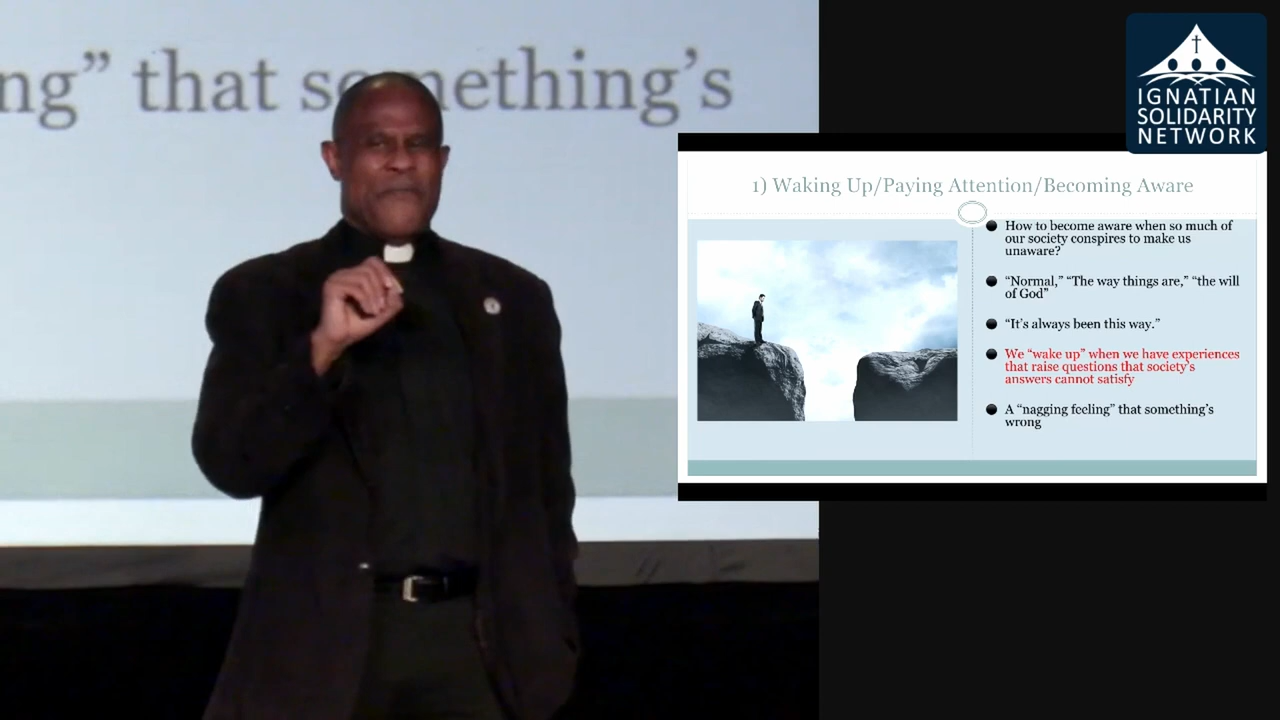 ng” that something’s
IGNATIAN
SOLIDARITY
NETWORK
1) Waking Up/Paying Attention/Becoming Aware
How to become aware when so much of
our society conspires to make us
unaware?
“Normal,” “The way things are,” “the will
of God”
“It’s always been this way.”
We “wake up” when we have experiences
that raise questions that society’s
answers cannot satisfy
A “nagging feeling” that something’s
wrong